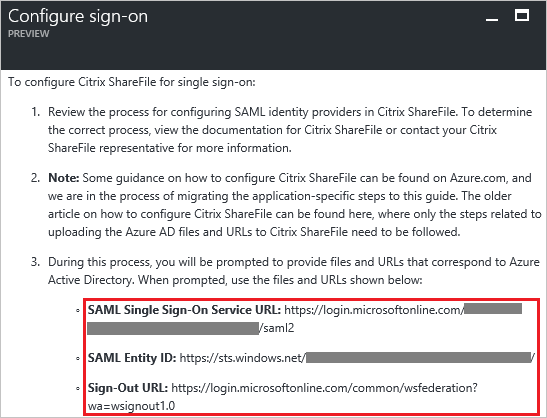 Configure sign-on
PREVIEW
To configure Citrix ShareFile for single sign-on:
1. Review the process for configuring SAML identity providers in Citrix ShareFile. To determine
the correct process, view the documentation for Citrix ShareFile or contact your Citrix
ShareFile representative for more information.
2. Note: Some guidance on how to configure Citrix ShareFile can be found on Azure.com, and
we are in the process of migrating the application-specific steps to this guide. The older
article on how to configure Citrix ShareFile can be found here, where only the steps related to
uploading the Azure AD files and URLs to Citrix ShareFile need to be followed.
3. During this process, you will be prompted to provide files and URLs that correspond to Azure
Active Directory. When prompted, use the files and URLs shown below:
◦ SAML Single Sign-On Service URL: https://login.microsoftonline.com/
/saml2
◦ SAML Entity ID: https://sts.windows.net/ /
◦ Sign-Out URL: https://login.microsoftonline.com/common/wsfederation?
wa=wsignout1.0